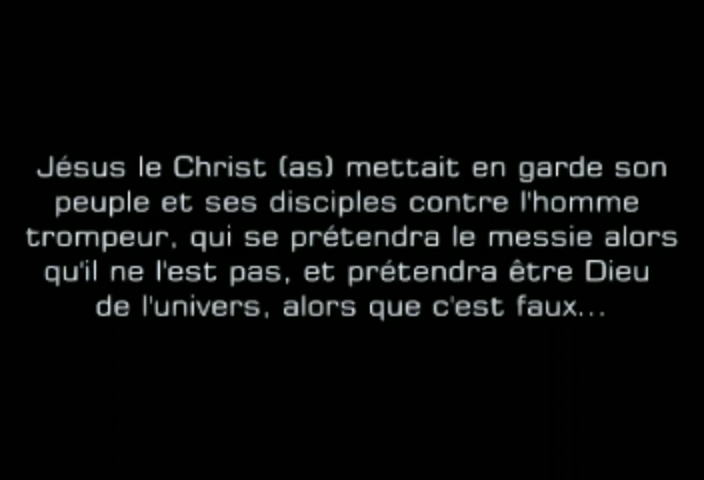 Jésus le Christ (as) mettait en garde son
peuple et ses disciples contre l'homme
trompeur, qui se prétendra le messie alors
qu'il ne l'est pas, et prétendra être Dieu
de l'univers, alors que c'est faux...